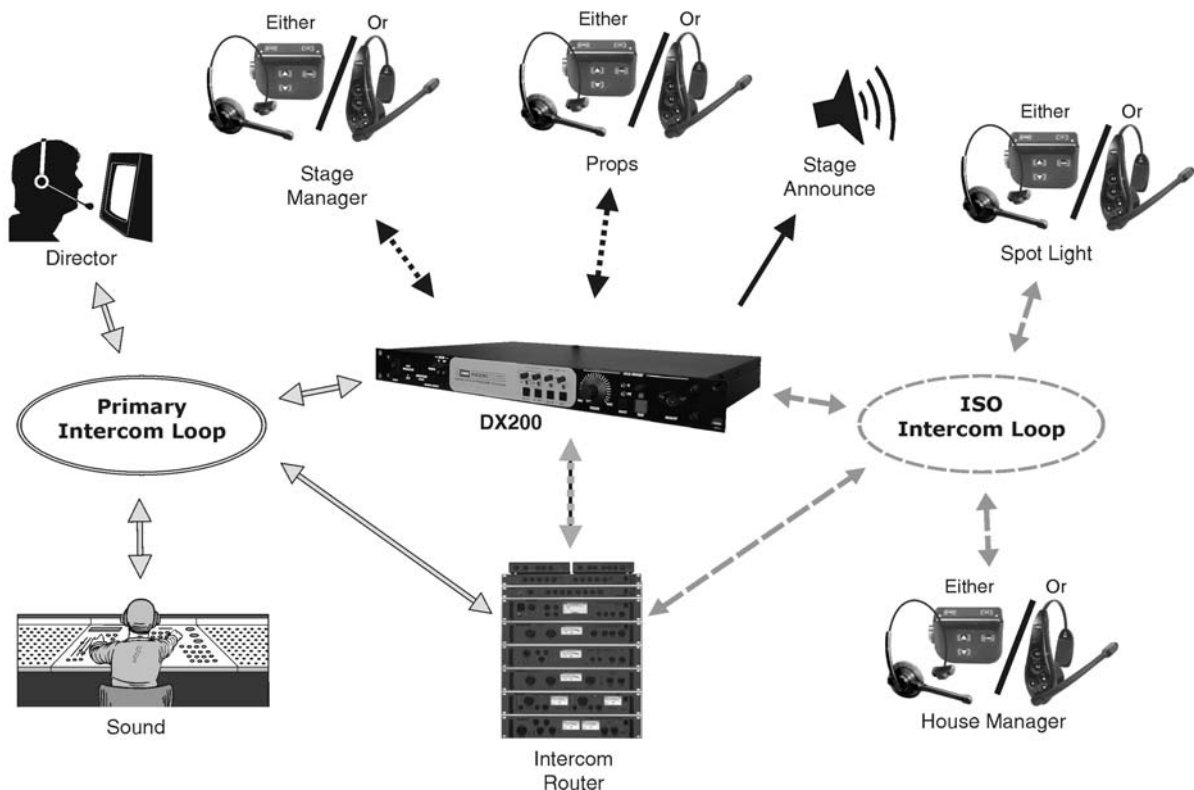 Either
Or
Either
Or
Stage
Manager
Props
Stage
Announce
Either
Or
Director
Spot Light
Primary
Intercom Loop
DX200
ISO
Intercom Loop
Either
Or
Sound
House Manager
Intercom
Router